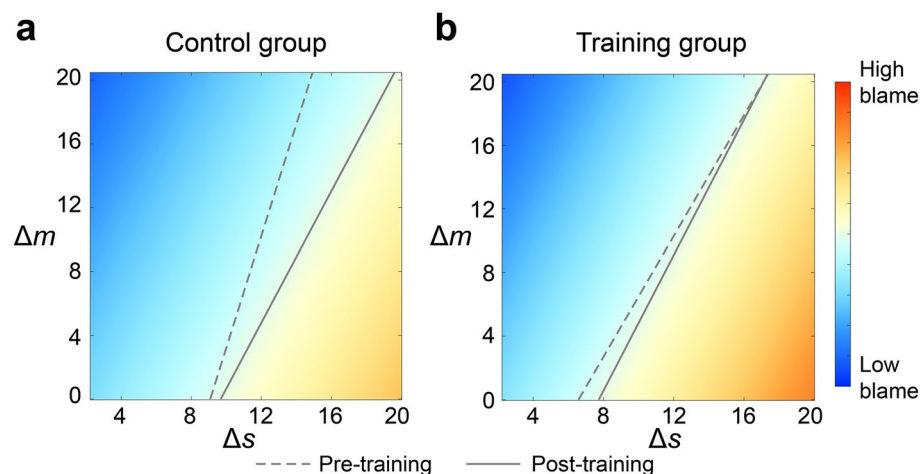 a
Control group
20
16
12
Δm
8
4
0
4 8 12 16 20
Δs
b
Training group
20
16
12
Δm
8
4
0
4 8 12 16 20
Δs
High
blame
Low
blame
Pre-training
Post-training